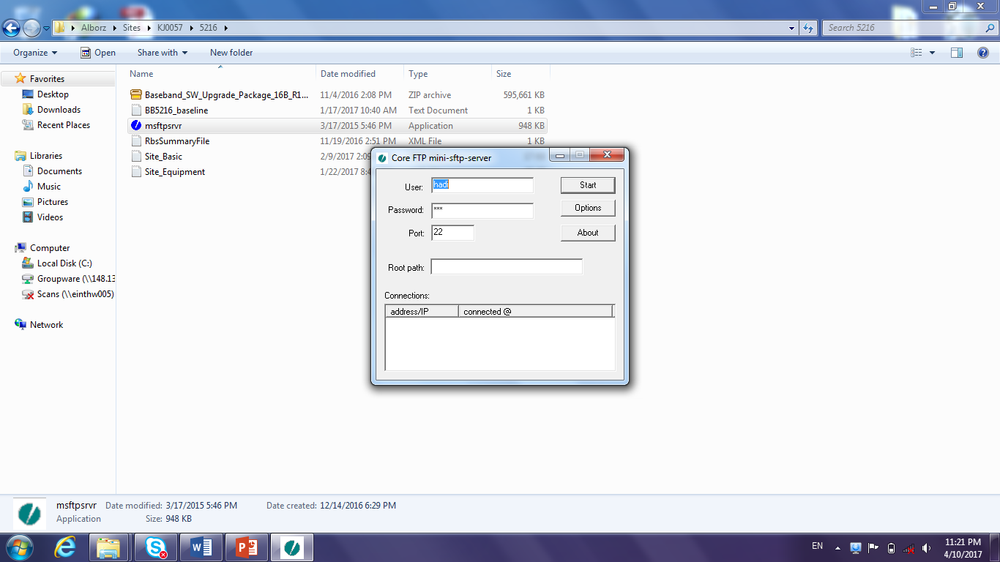 Alborz Sites KJ0057 5216
Search 5216
Organize Open Share with New folder
Name Date modified Type Size
Favorites
Desktop
Downloads
Recent Places
Libraries
Documents
Music
Pictures
Videos
Computer
Local Disk (C:)
Groupware (\\148.13
Scans (\\einthw005)
Network
Baseband_SW_Upgrade_Package_16B_R1... 11/4/2016 2:08 PM ZIP archive 595,661 KB
BB5216_baseline 1/17/2017 10:40 AM Text Document 1 KB
msftpsrvr 3/17/2015 5:46 PM Application 948 KB
RbsSummaryFile 11/19/2016 2:51 PM XML File 1 KB
Site_Basic 2/9/2017 2:09
Site_Equipment 1/22/2017 8:4
Core FTP mini-sftp-server
User: hadi Start
Password: *** Options
Port: 22 About
Root path:
Connections:
address/IP connected @
msftpsrvr Date modified: 3/17/2015 5:46 PM Date created: 12/14/2016 6:29 PM
Application Size: 948 KB
EN 11:21 PM
4/10/2017